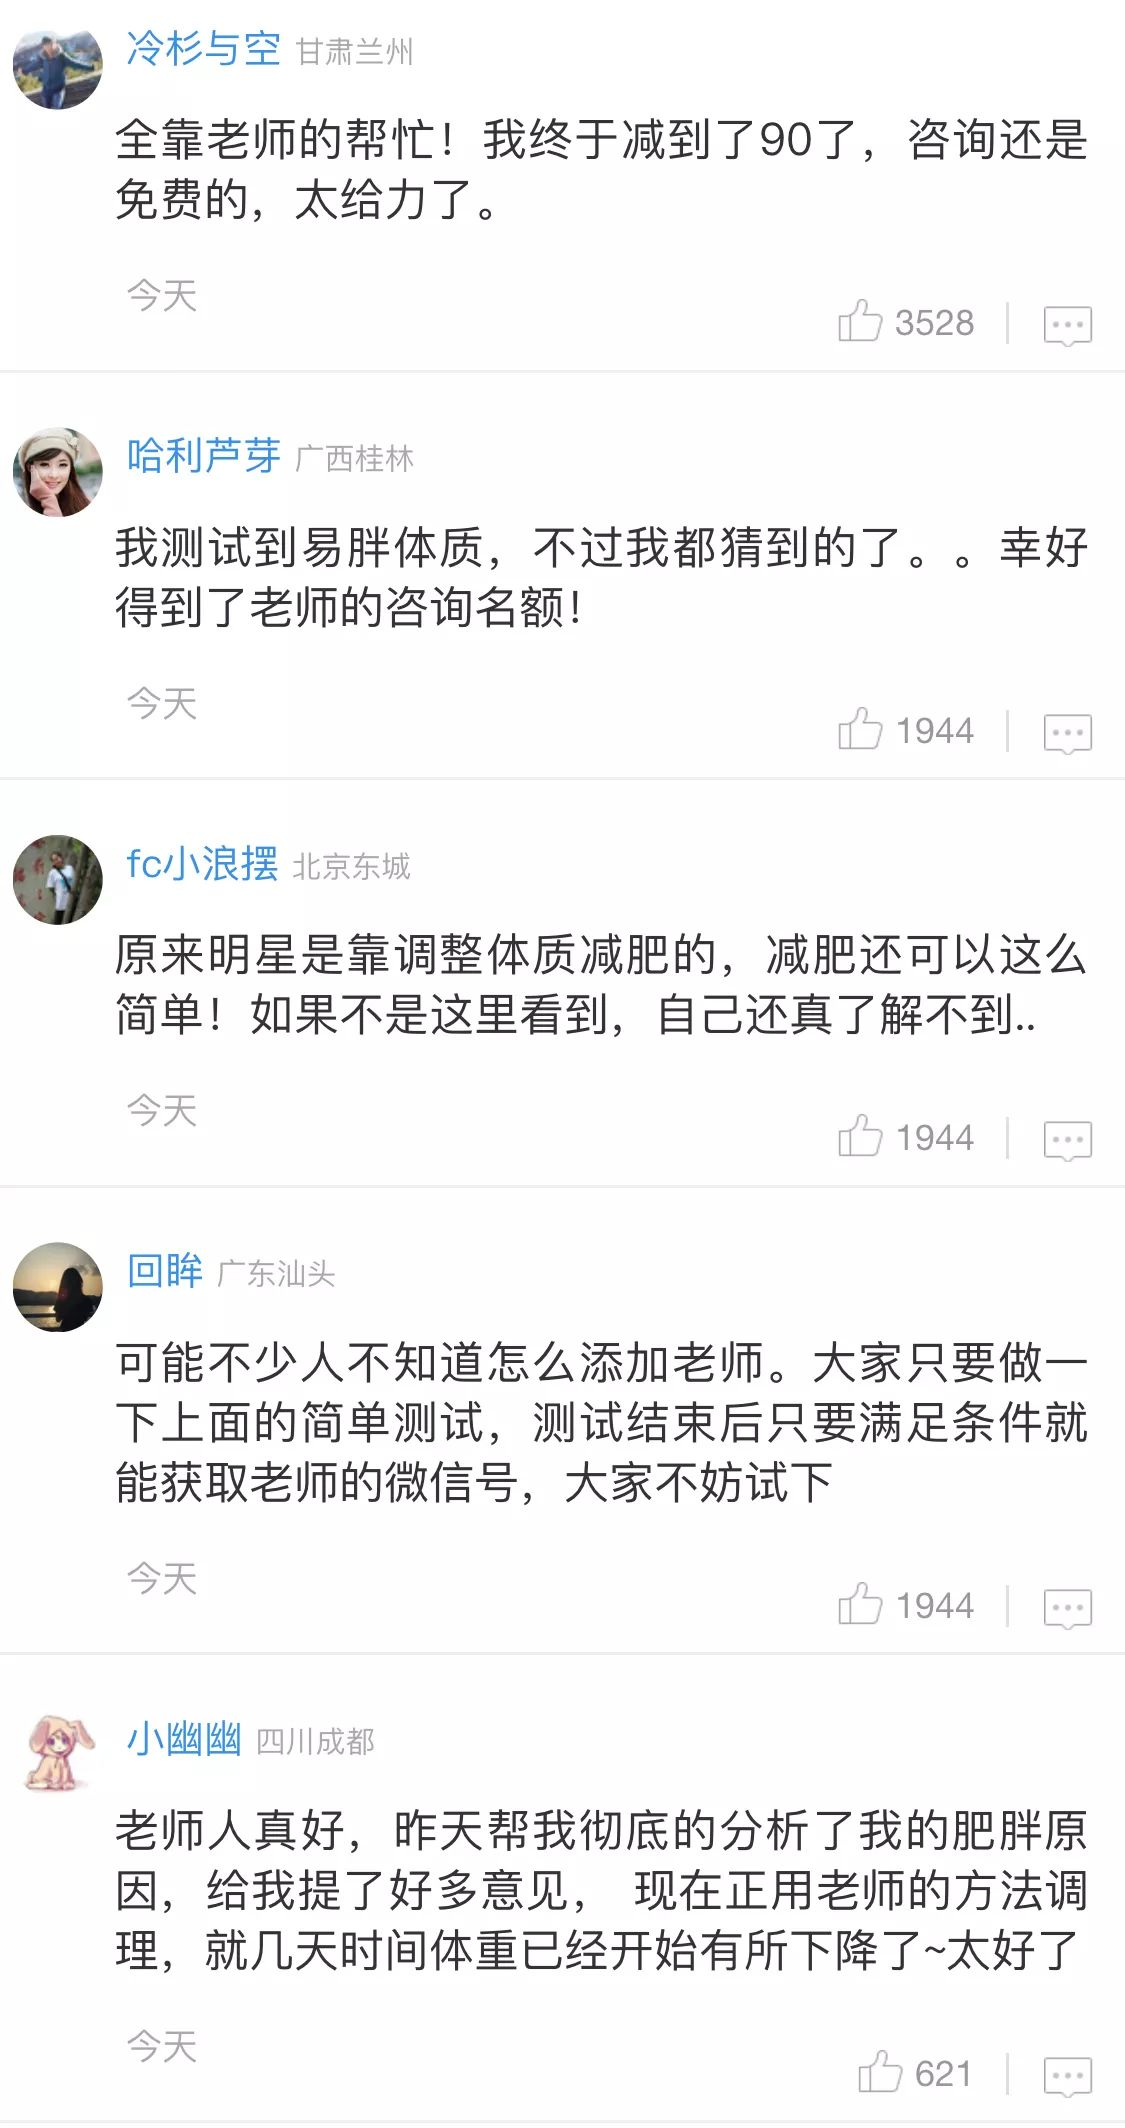 冷杉与空 甘肃兰州
全靠老师的帮忙！我终于减到了90了，咨询还是
免费的，太给力了。
今天
3528
哈利芦芽 广西桂林
我测试到易胖体质，不过我都猜到的了。。幸好
得到了老师的咨询名额！
今天
1944
fc小浪摆 北京东城
原来明星是靠调整体质减肥的，减肥还可以这么
简单！如果不是这里看到，自己还真了解不到..
今天
1944
回眸 广东汕头
可能不少人不知道怎么添加老师。大家只要做一
下上面的简单测试，测试结束后只要满足条件就
能获取老师的微信号，大家不妨试下
今天
1944
小幽幽 四川成都
老师人真好，昨天帮我彻底的分析了我的肥胖原
因，给我提了好多意见， 现在正用老师的方法调
理，就几天时间体重已经开始有所下降了~太好了
今天
621